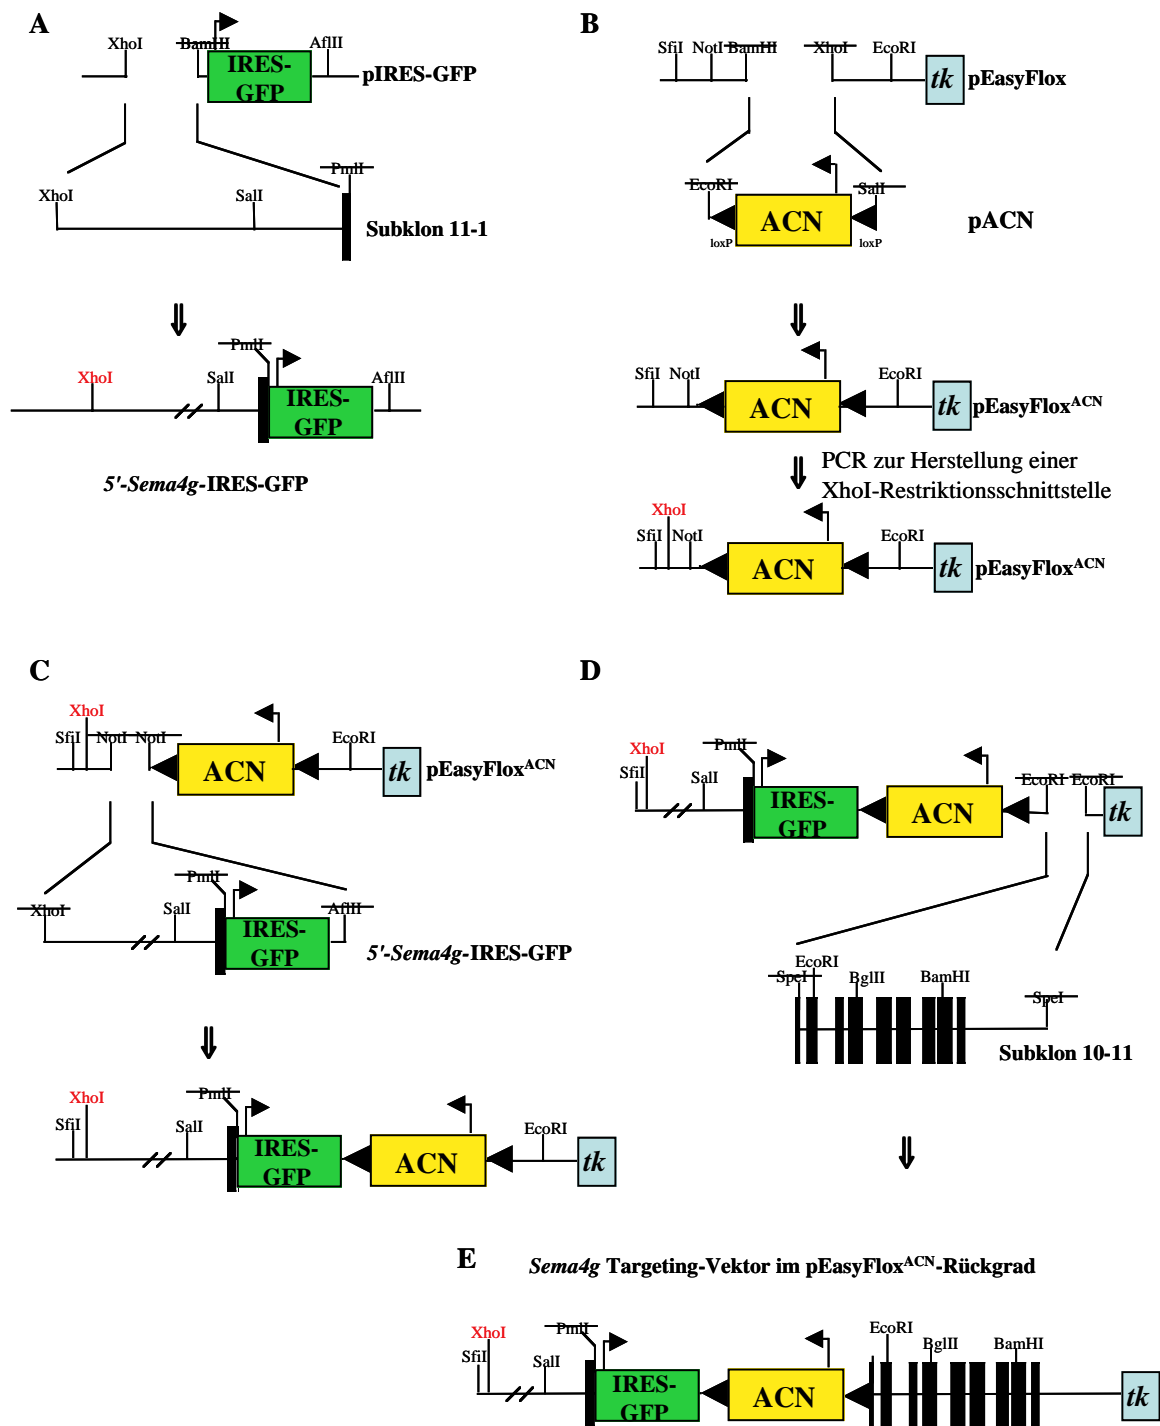 A
XhoI
BamHI
AflII
IRES-
GFP
pIRES-GFP
PmlI
XhoI
SalI
Subklon 11-1
PmlI
XhoI
SalI
AflII
IRES-
GFP
5'-Sema4g-IRES-GFP
B
SfiI
NotI
BamHI
XhoI
EcoRI
tk
pEasyFlox
EcoRI
SalI
ACN
pACN
loxP
loxP
SfiI
NotI
EcoRI
ACN
tk
pEasyFloxACN
PCR zur Herstellung einer
XhoI-Restriktionsschnittstelle
XhoI
SfiI
NotI
EcoRI
ACN
tk
pEasyFloxACN
C
XhoI
SfiI
NotI
NotI
EcoRI
ACN
tk
pEasyFloxACN
PmlI
XhoI
SalI
AflII
IRES-
GFP
5'-Sema4g-IRES-GFP
XhoI
PmlI
SfiI
SalI
EcoRI
IRES-
GFP
ACN
tk
D
XhoI
PmlI
SfiI
SalI
EcoRI
EcoRI
IRES-
GFP
ACN
tk
EcoRI
SpeI
BglII
BamHI
SpeI
Subklon 10-11
E
Sema4g Targeting-Vektor im pEasyFloxACN-Rückgrad
XhoI
PmlI
EcoRI
SfiI
SalI
BglII
BamHI
IRES-
GFP
ACN
tk